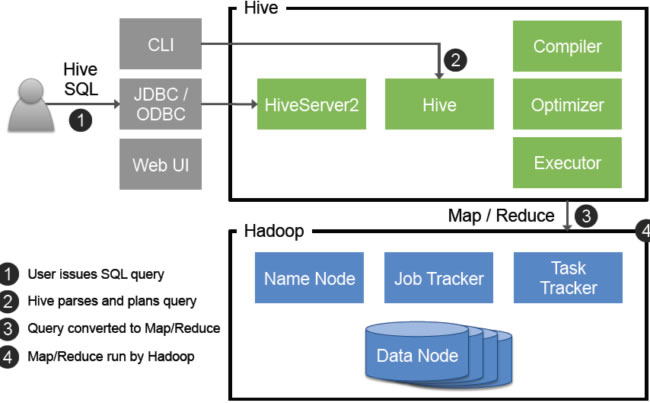 Hive
CLI
Compiler
2
Hive
SQL
1
JDBC /
ODBC
HiveServer2
Hive
Optimizer
Web UI
Executor
Map / Reduce
3
Hadoop
4
Name Node
Job Tracker
Task
Tracker
Data Node
1 User issues SQL query
2 Hive parses and plans query
3 Query converted to Map/Reduce
4 Map/Reduce run by Hadoop